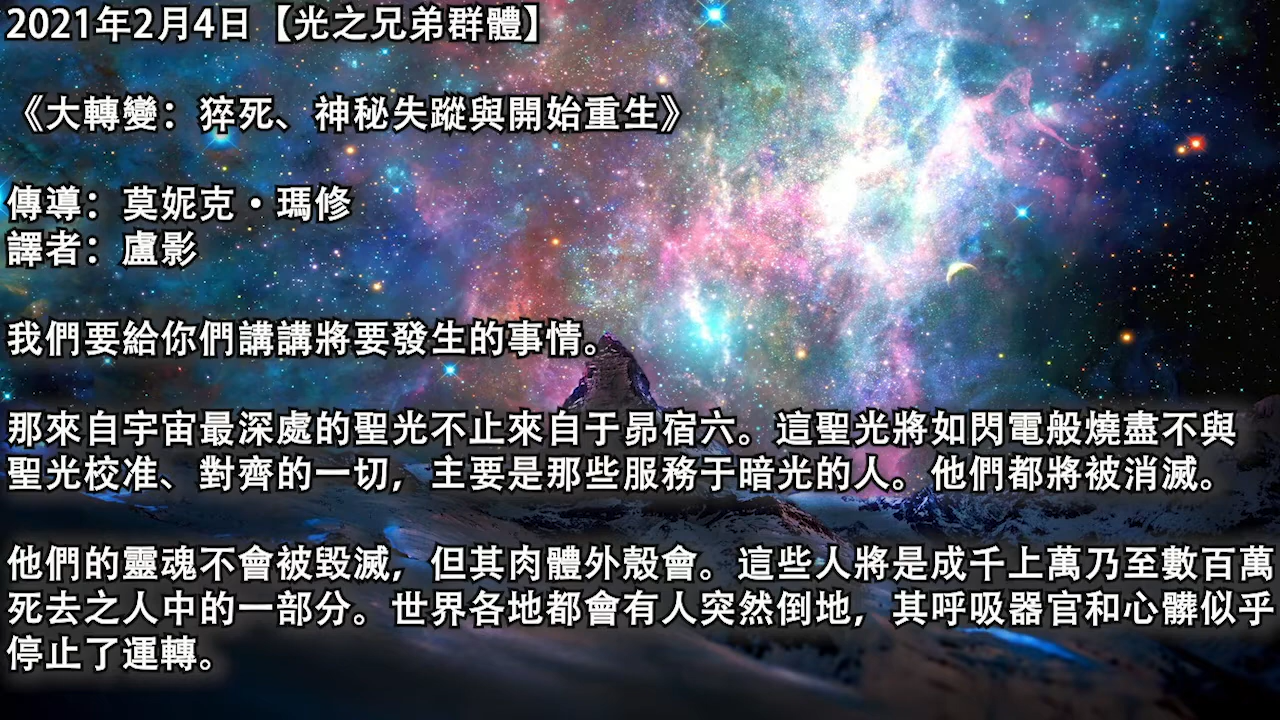 2021年2月4日【光之兄弟群體】
《大轉變：猝死、神秘失蹤與開始重生》
傳導：莫妮克・瑪修
譯者：盧影
我們要給你們講講將要發生的事情。
那來自宇宙最深處的聖光不止來自于昴宿六。這聖光將如閃電般燒盡不與
聖光校准、對齊的一切，主要是那些服務于暗光的人。他們都將被消滅。
他們的靈魂不會被毀滅，但其肉體外殼會。這些人將是成千上萬乃至數百萬
死去之人中的一部分。世界各地都會有人突然倒地，其呼吸器官和心髒似乎
停止了運轉。